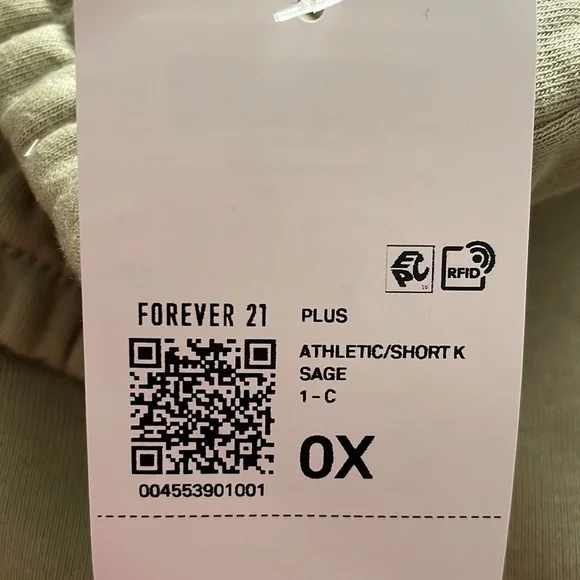 EPC
RFID
FOREVER 21
PLUS
ATHLETIC/SHORT K
SAGE
1 - C
0X
004553901001